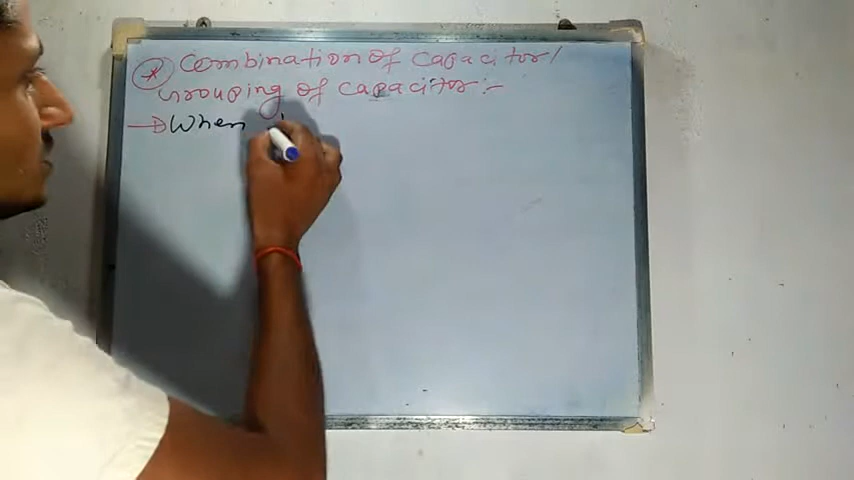 * Combination of capacitor/
Grouping of capacitor :-
→ When